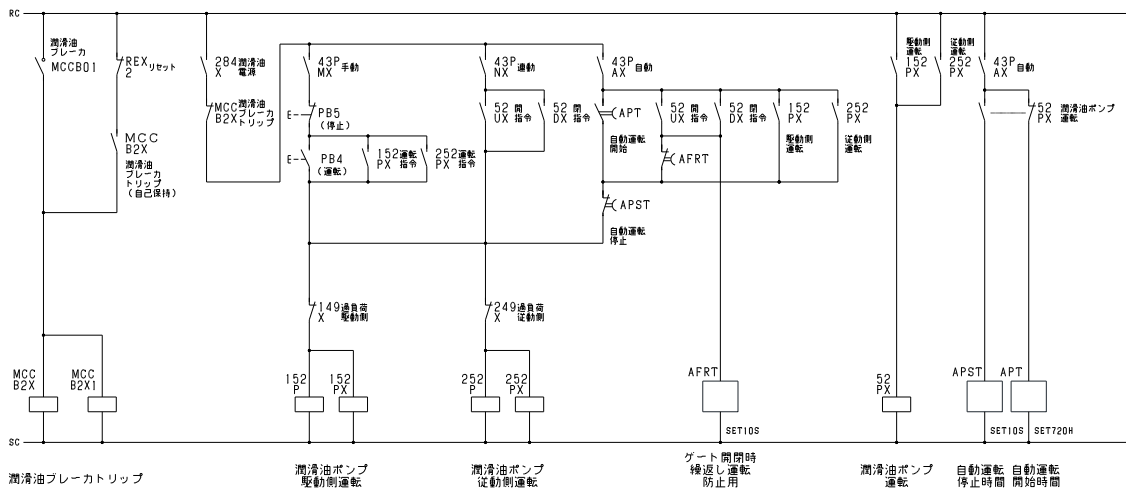 RC
潤滑油
ブレーカ
MCCB01
REX リセット
2
MCC
B2X
潤滑油
ブレーカ
トリップ
(自己保持)
284 潤滑油
X 電源
MCC 潤滑油
B2X ブレーカ
トリップ
43P 手動
MX
E-- PB5
(停止)
E-- PB4
(運転)
152 運転
PX 指令
252 運転
PX 指令
43P 連動
NX
52 開
UX 指令
52 閉
DX 指令
43P 自動
AX
APT
自動運転
開始
52 開
UX 指令
52 閉
DX 指令
AFRT
152
PX
駆動側
運転
252
PX
従動側
運転
APST
自動運転
停止
149 過負荷
X 駆動側
249 過負荷
X 従動側
駆動側
152
PX
従動側
252
PX
43P 自動
AX
52 潤滑油ポンプ
PX 運転
MCC
B2X
MCC
B2X1
152
P
152
PX
252
P
252
PX
AFRT
SET10S
52
PX
APST
SET10S
APT
SET720H
SC
潤滑油ブレーカトリップ
潤滑油ポンプ
駆動側運転
潤滑油ポンプ
従動側運転
ゲート開閉時
繰返し運転
防止用
潤滑油ポンプ
運転
自動運転
停止時間
自動運転
開始時間